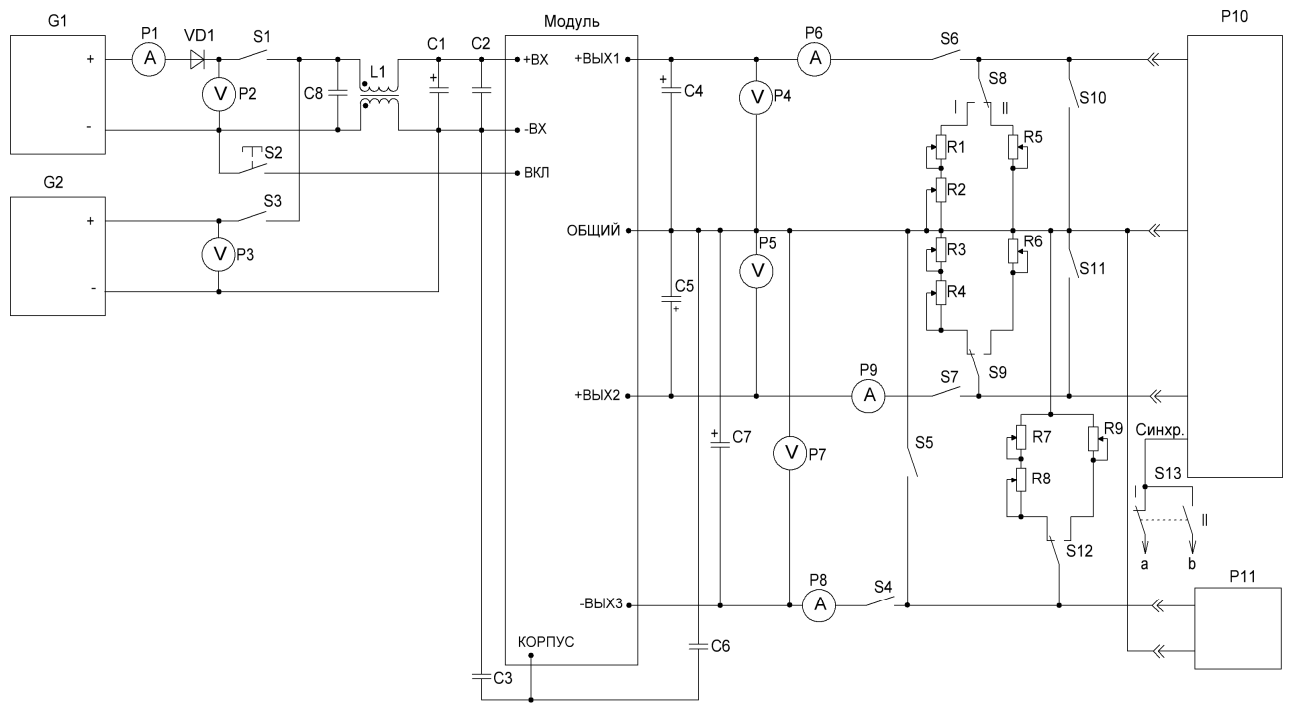 G1
P1
VD1
S1
+
A
V
P2
-
C8
L1
C1
+
C2
S2
G2
+
S3
V
P3
-
Модуль
+ВХ
-ВХ
ВКЛ
+ВЫХ1
ОБЩИЙ
+ВЫХ2
-ВЫХ3
КОРПУС
C3
C6
+
C4
V
P4
P5
V
C5
+
+
C7
V
P7
P6
A
S6
P9
A
S7
P8
A
S4
S5
S8
I
II
R1
R2
R3
R4
R5
R6
S9
S10
S11
R7
R8
R9
S12
P10
Синхр.
S13
I
II
a
b
P11